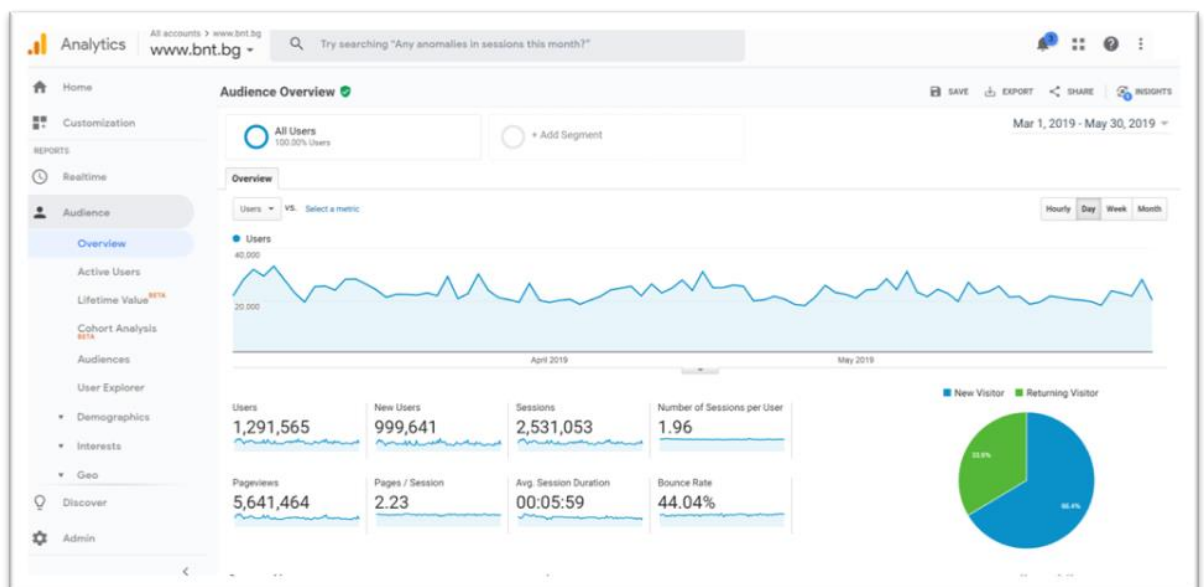 Analytics
All accounts > www.bnt.bg
www.bnt.bg
Try searching "Any anomalies in sessions this month?"
3
Home
Customization
REPORTS
Realtime
Audience
Overview
Active Users
Lifetime Value BETA
Cohort Analysis
BETA
Audiences
User Explorer
Demographics
Interests
Geo
Discover
Admin
Audience Overview
SAVE
EXPORT
SHARE
INSIGHTS
All Users
100.00% Users
+ Add Segment
Mar 1, 2019 - May 30, 2019
Overview
Users
VS.
Select a metric
Hourly
Day
Week
Month
Users
40,000
20,000
April 2019
May 2019
Users
1,291,565
New Users
999,641
Sessions
2,531,053
Number of Sessions per User
1.96
Pageviews
5,641,464
Pages / Session
2.23
Avg. Session Duration
00:05:59
Bounce Rate
44.04%
New Visitor
Returning Visitor
33.6%
66.4%